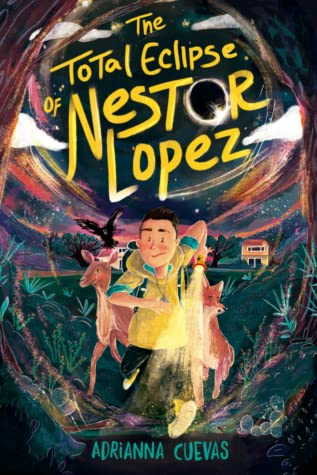 The
Total Eclipse
of Nestor
Lopez
Adrianna Cuevas